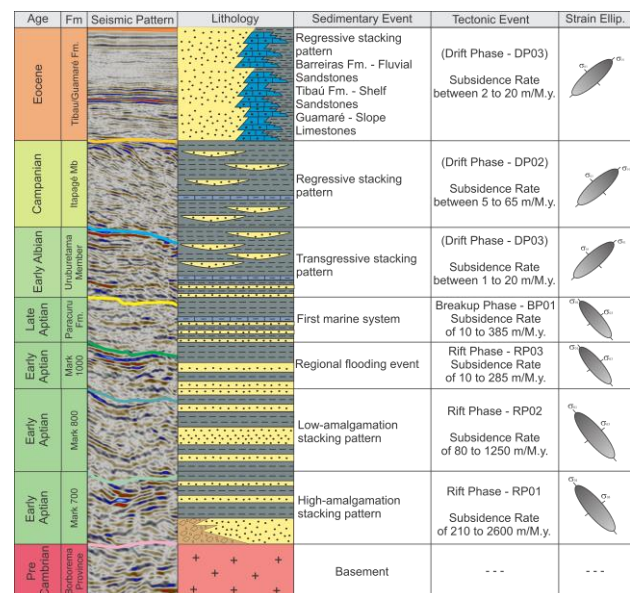 Age
Fm
Seismic Pattern
Lithology
Sedimentary Event
Tectonic Event
Strain Ellip.
Eocene
Tibau/Guamaré Fm.
Regressive stacking
pattern
Barreiras Fm. - Fluvial
Sandstones
Tibaú Fm. - Shelf
Sandstones
Guamaré - Slope
Limestones
(Drift Phase - DP03)
Subsidence Rate
between 2 to 20 m/M.y.
Campanian
Itapagé Mb
Regressive stacking
pattern
(Drift Phase - DP02)
Subsidence Rate
between 5 to 65 m/M.y.
Early Albian
Uruburetama
Member
Transgressive stacking
pattern
(Drift Phase - DP03)
Subsidence Rate
between 1 to 20 m/M.y.
Late
Aptian
Paracuru
Fm.
First marine system
Breakup Phase - BP01
Subsidence Rate
of 10 to 385 m/M.y.
Early
Aptian
Mark
1000
Regional flooding event
Rift Phase - RP03
Subsidence Rate
of 10 to 285 m/M.y.
Early
Aptian
Mark 800
Low-amalgamation
stacking pattern
Rift Phase - RP02
Subsidence Rate
of 80 to 1250 m/M.y.
Early
Aptian
Mark 700
High-amalgamation
stacking pattern
Rift Phase - RP01
Subsidence Rate
of 210 to 2600 m/M.y.
Pre
Cambrian
Borborema
Province
Basement
- - -
- - -